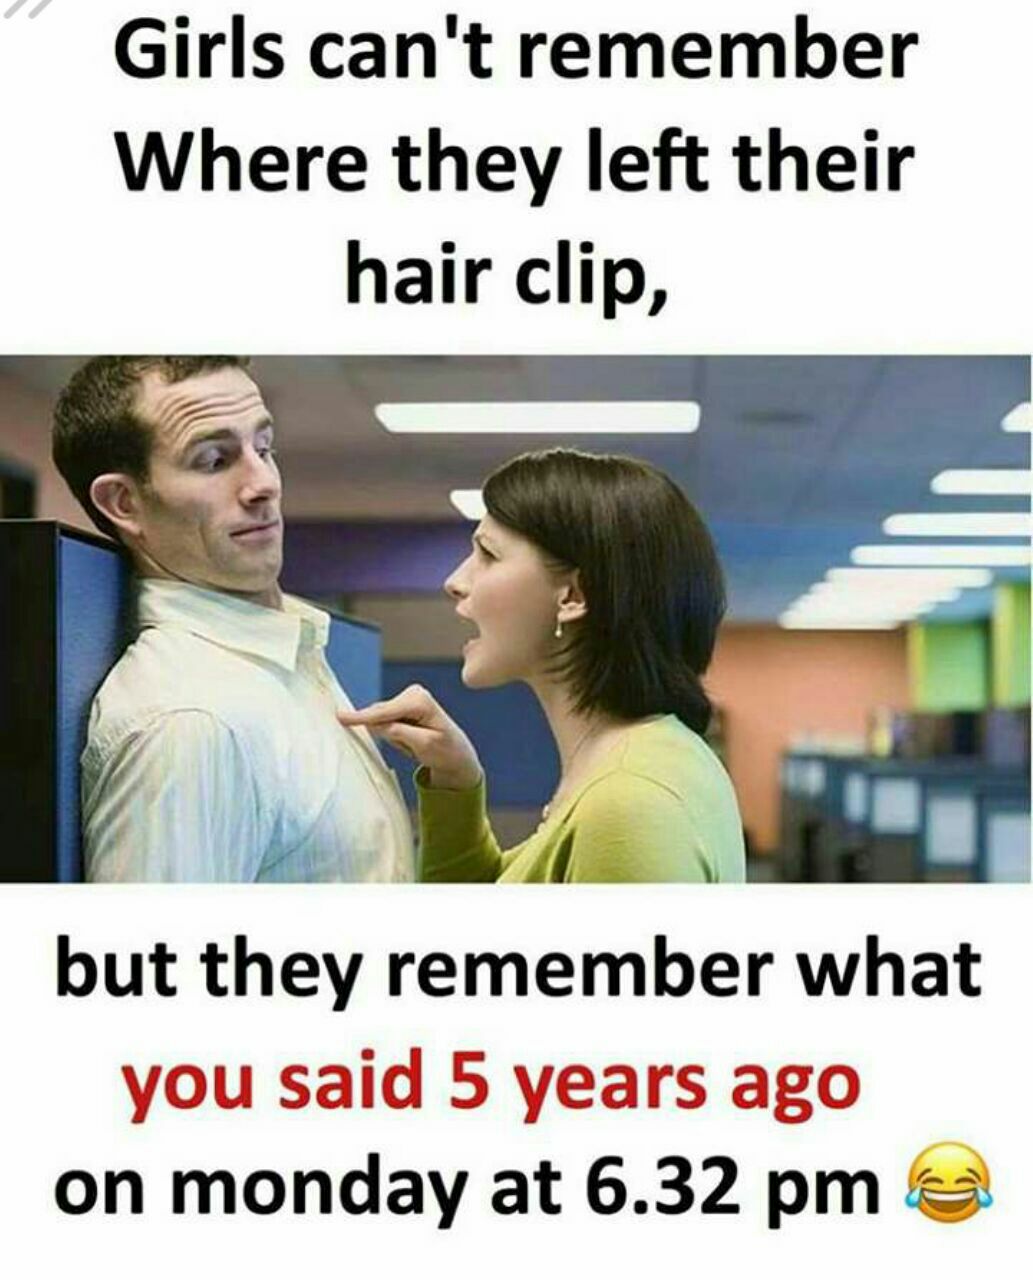 Girls can't remember
Where they left their
hair clip,
but they remember what
you said 5 years ago
on monday at 6.32 pm 😂